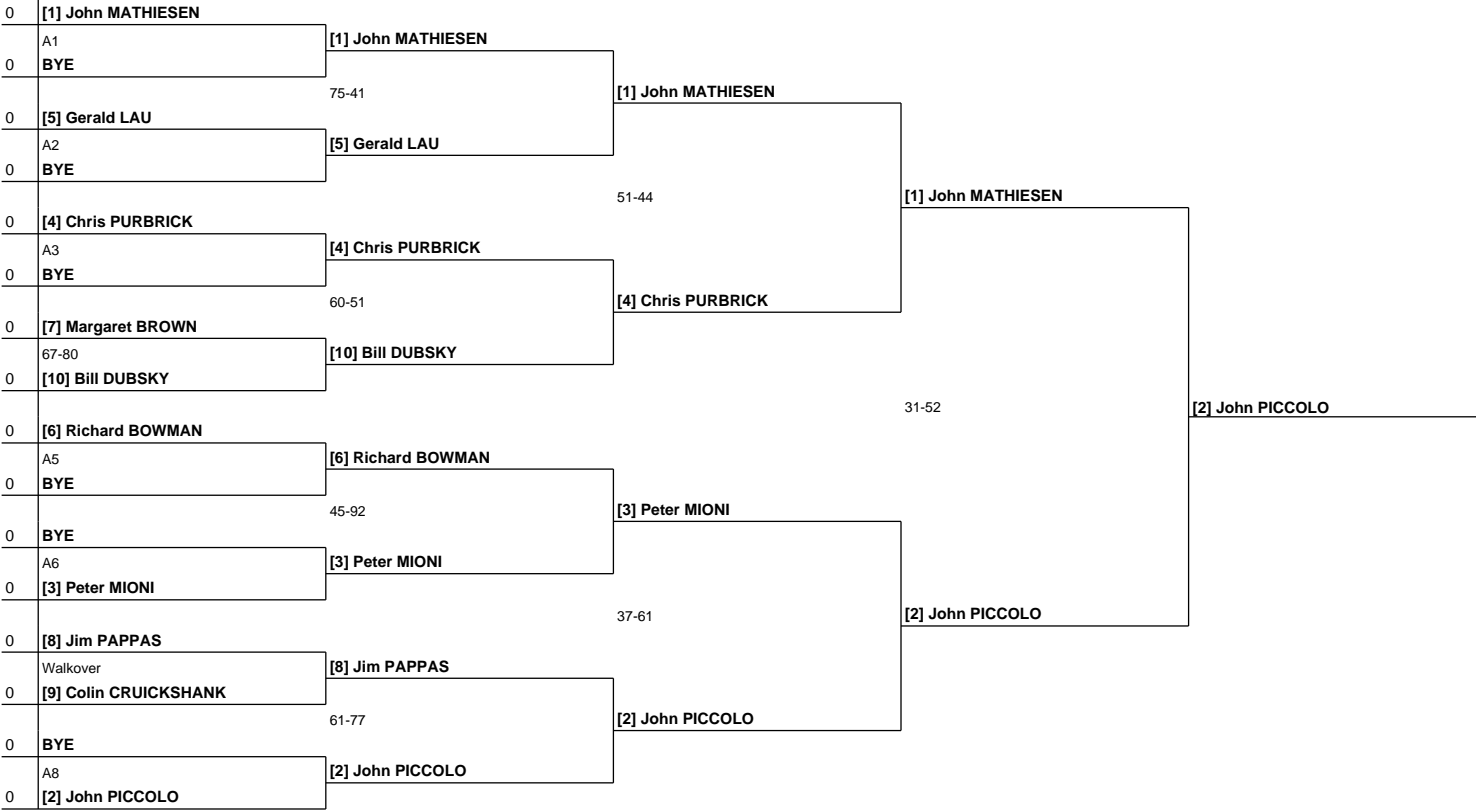 0 [1] John MATHIESEN
A1 [1] John MATHIESEN
0 BYE
75-41 [1] John MATHIESEN
0 [5] Gerald LAU
A2 [5] Gerald LAU
0 BYE
51-44 [1] John MATHIESEN
0 [4] Chris PURBRICK
A3 [4] Chris PURBRICK
0 BYE
60-51 [4] Chris PURBRICK
0 [7] Margaret BROWN
67-80 [10] Bill DUBSKY
0 [10] Bill DUBSKY
31-52 [2] John PICCOLO
0 [6] Richard BOWMAN
A5 [6] Richard BOWMAN
0 BYE
45-92 [3] Peter MIONI
0 BYE
A6 [3] Peter MIONI
0 [3] Peter MIONI
37-61 [2] John PICCOLO
0 [8] Jim PAPPAS
Walkover [8] Jim PAPPAS
0 [9] Colin CRUICKSHANK
61-77 [2] John PICCOLO
0 BYE
A8 [2] John PICCOLO
0 [2] John PICCOLO